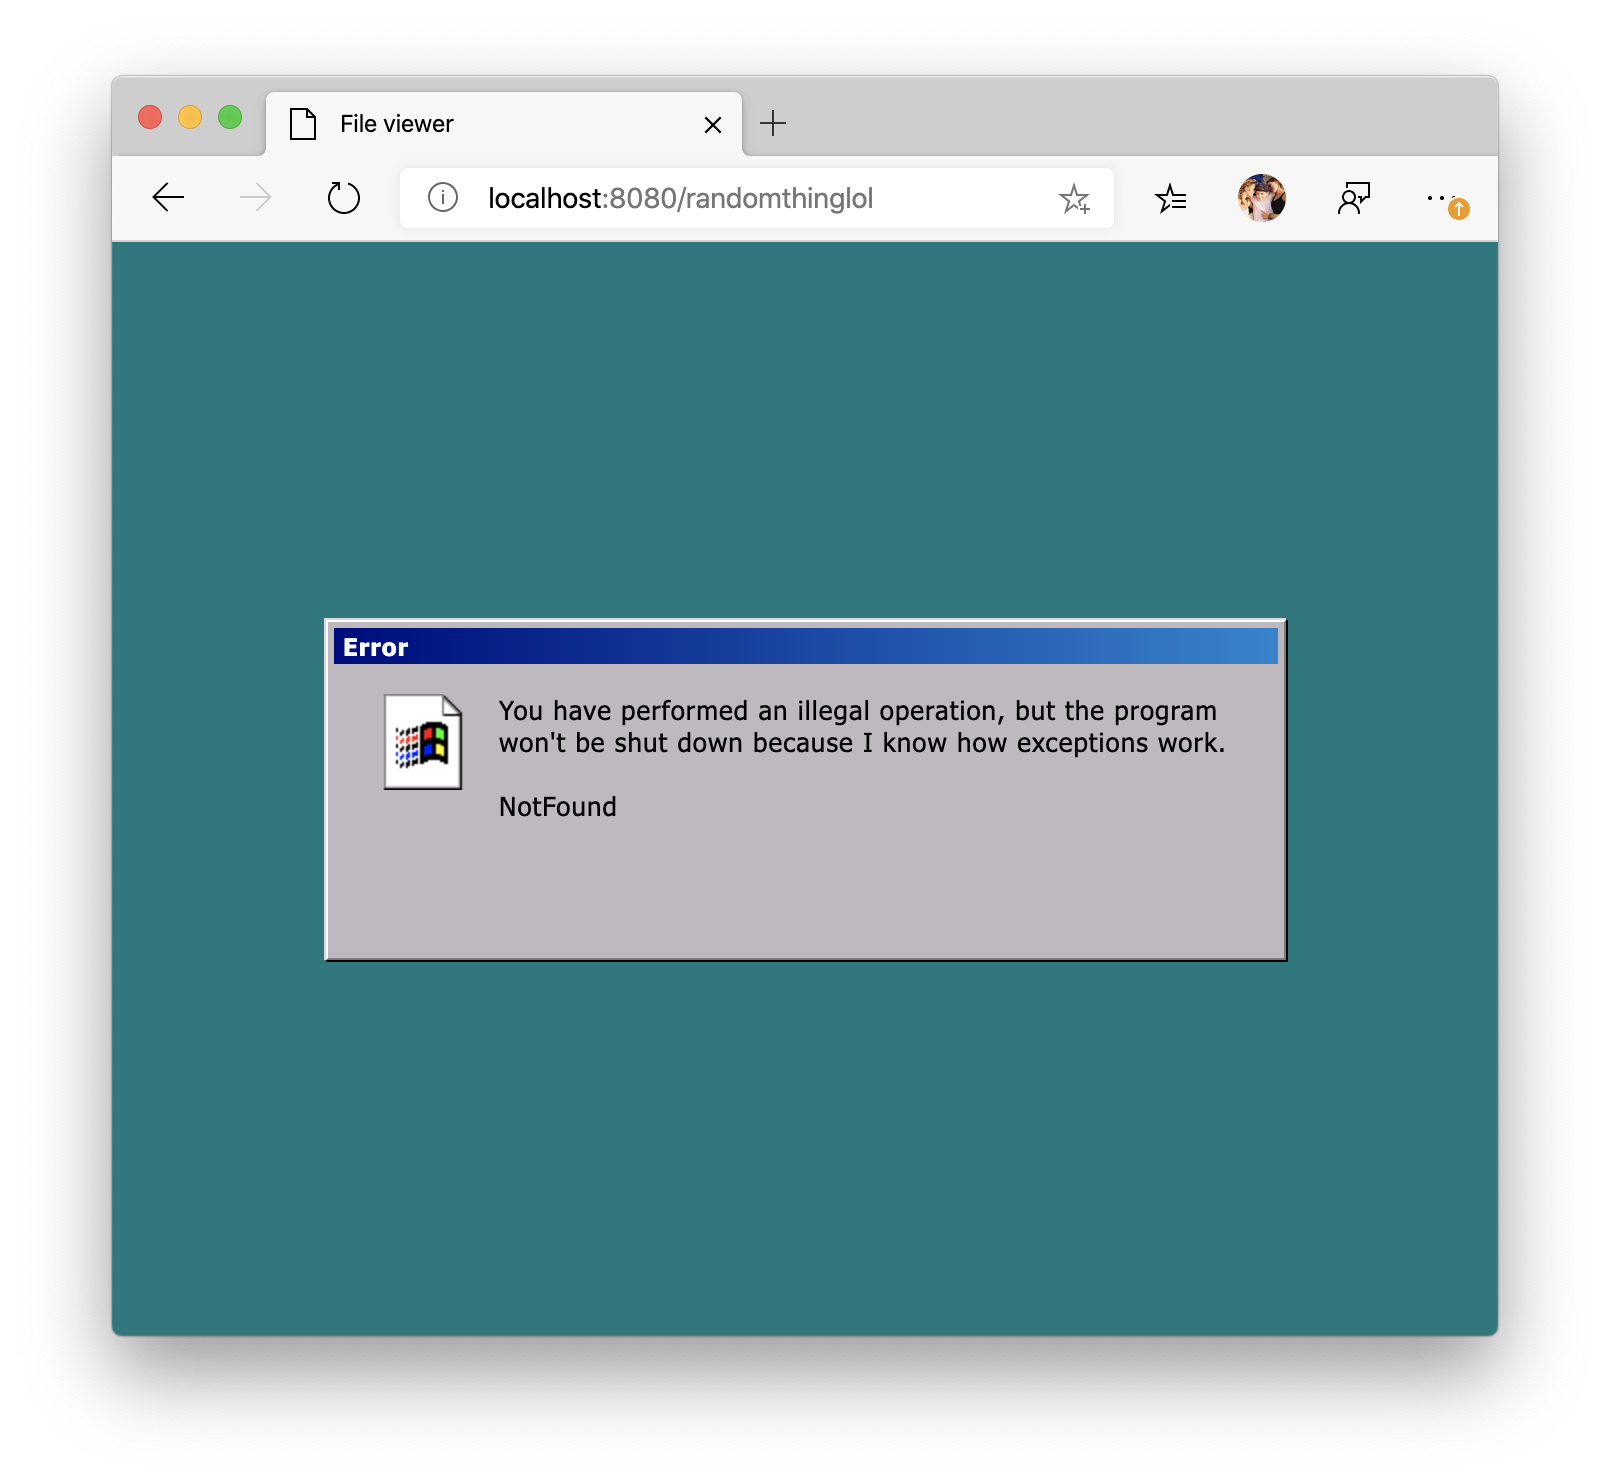 File viewer
localhost:8080/randomthinglol
Error
You have performed an illegal operation, but the program
won't be shut down because I know how exceptions work.
NotFound